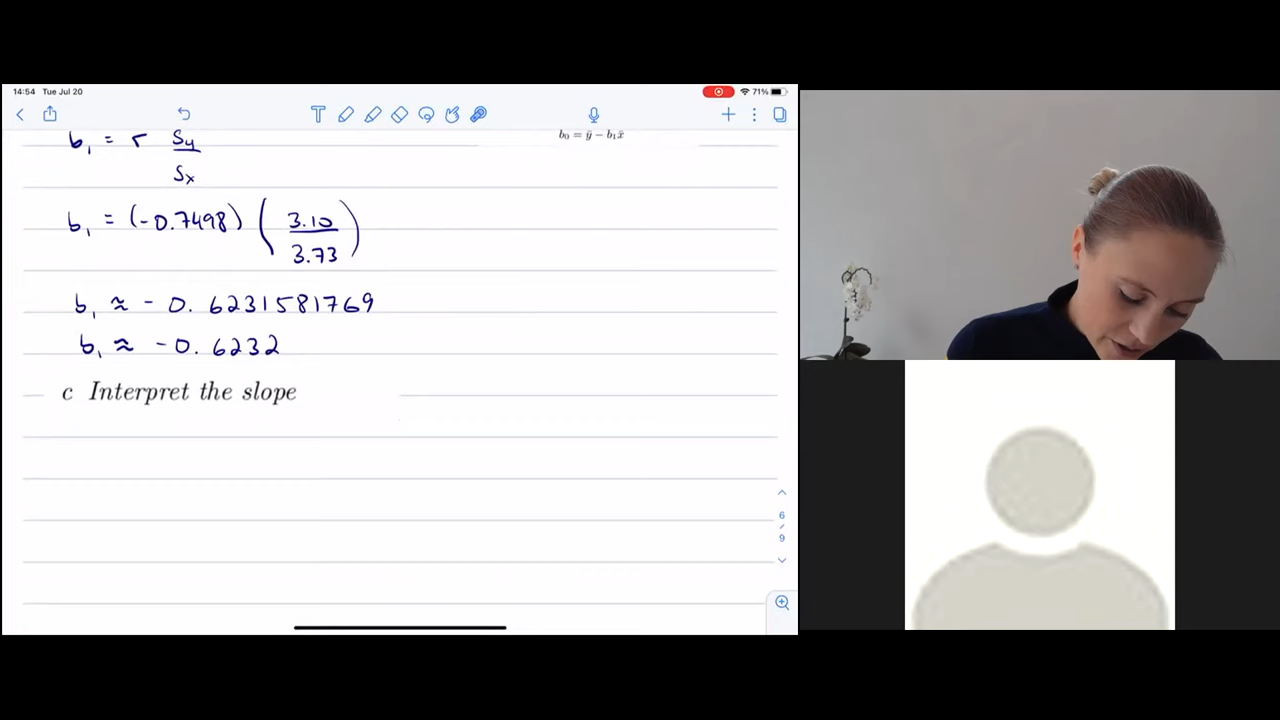 14:54 Tue Jul 20
71%
T
b₀ = ȳ − b₁x̄
b₁ = r Sy
Sx
b₁ = (-0.7498) ( 3.10
3.73 )
b₁ ≈ - 0.6231581769
b₁ ≈ -0.6232
c Interpret the slope
6
/
9